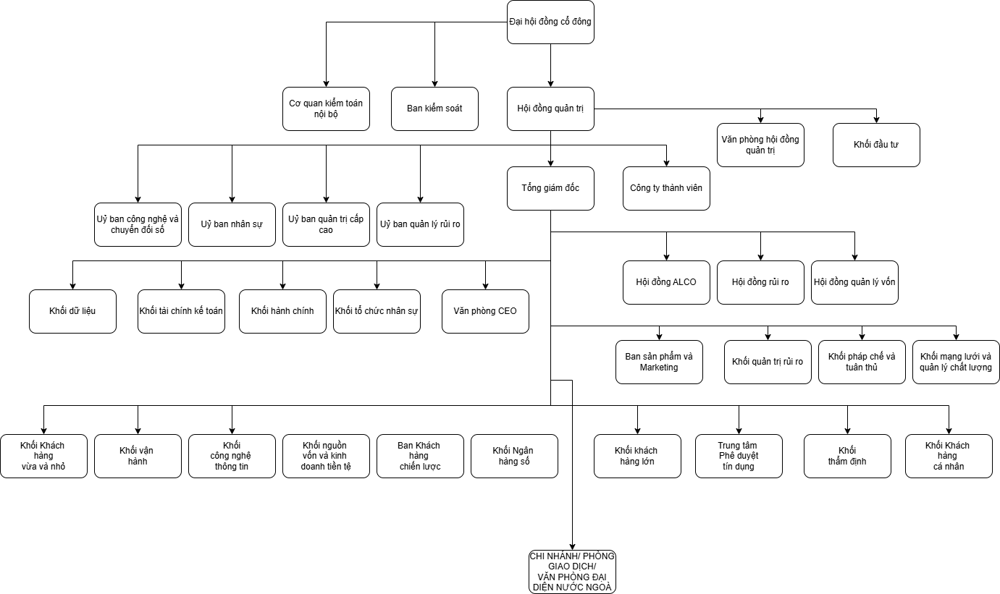 Đại hội đồng cổ đông
Cơ quan kiểm toán
nội bộ
Ban kiểm soát
Hội đồng quản trị
Văn phòng hội đồng
quản trị
Khối đầu tư
Tổng giám đốc
Công ty thành viên
Uỷ ban công nghệ và
chuyển đổi số
Uỷ ban nhân sự
Uỷ ban quản trị cấp
cao
Uỷ ban quản lý rủi ro
Hội đồng ALCO
Hội đồng rủi ro
Hội đồng quản lý vốn
Khối dữ liệu
Khối tài chính kế toán
Khối hành chính
Khối tổ chức nhân sự
Văn phòng CEO
Ban sản phẩm và
Marketing
Khối quản trị rủi ro
Khối pháp chế và
tuân thủ
Khối mạng lưới và
quản lý chất lượng
Khối Khách
hàng
vừa và nhỏ
Khối vận
hành
Khối
công nghệ
thông tin
Khối nguồn
vốn và kinh
doanh tiền tệ
Ban Khách
hàng
chiến lược
Khối Ngân
hàng số
Khối khách
hàng lớn
Trung tâm
Phê duyệt
tín dụng
Khối
thẩm định
Khối Khách
hàng
cá nhân
CHI NHÁNH/ PHÒNG
GIAO DỊCH/
VĂN PHÒNG ĐẠI
DIỆN NƯỚC NGOÀ